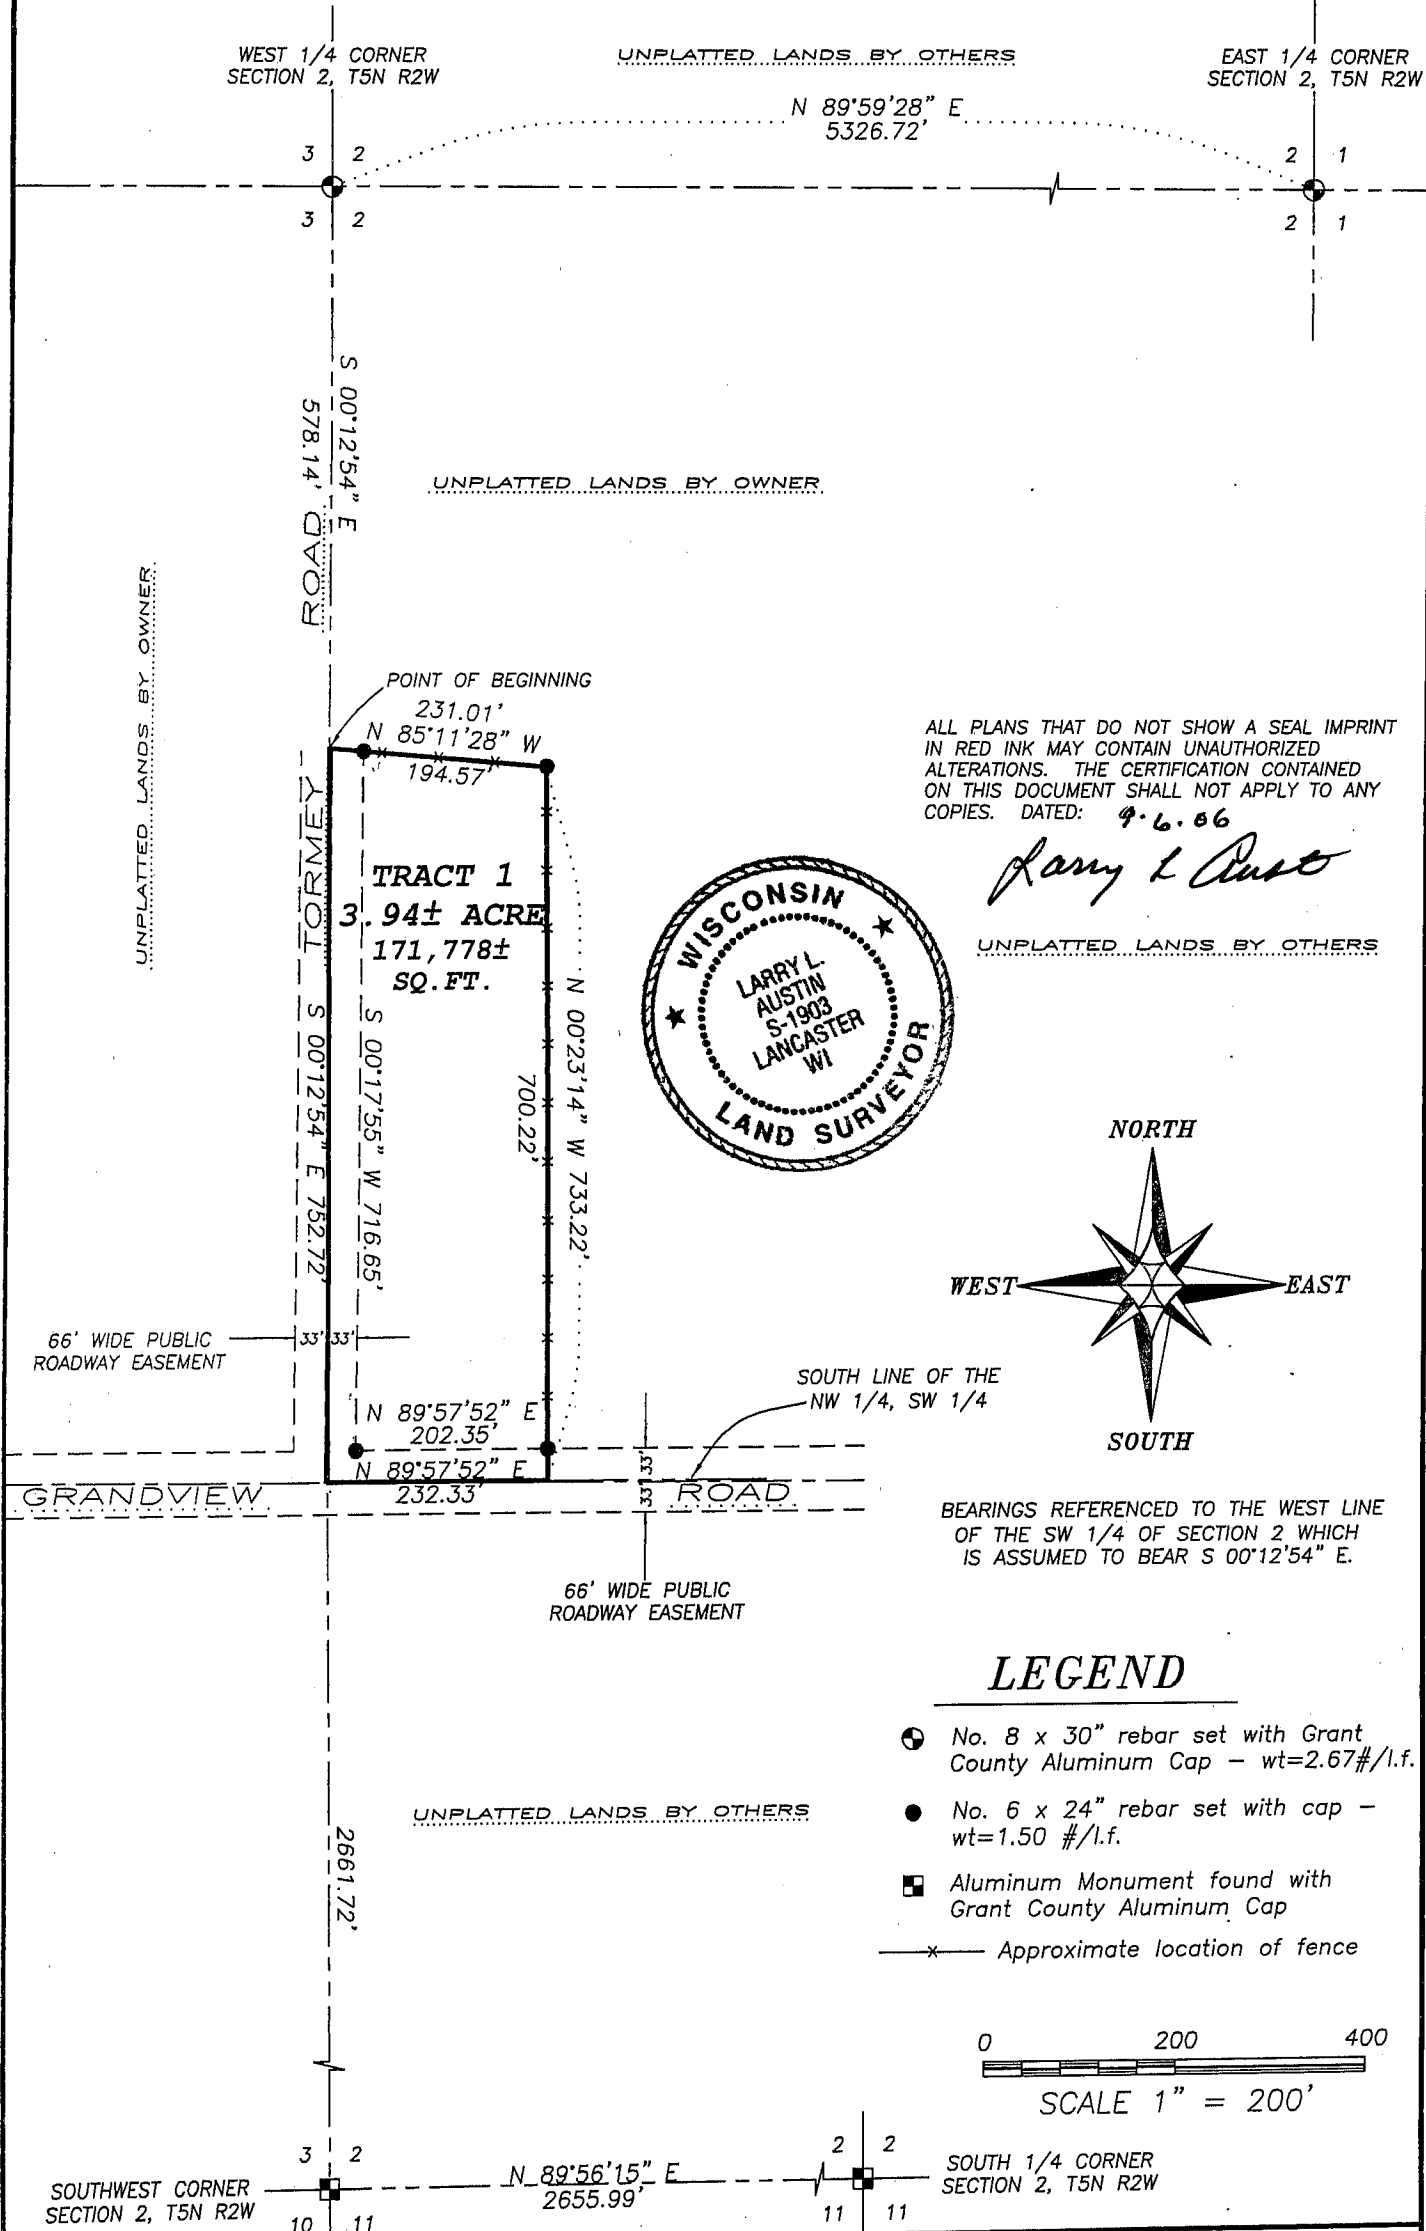 WEST 1/4 CORNER
SECTION 2, T5N R2W
UNPLATTED LANDS BY OTHERS
EAST 1/4 CORNER
SECTION 2, T5N R2W
N 89°59'28" E
5326.72'
3 2
2 1
3 2
2 1
S 00°12'54" E
578.14'
ROAD
UNPLATTED LANDS BY OWNER
UNPLATTED LANDS BY OWNER
POINT OF BEGINNING
231.01'
N 85°11'28" W
194.57'
ALL PLANS THAT DO NOT SHOW A SEAL IMPRINT
IN RED INK MAY CONTAIN UNAUTHORIZED
ALTERATIONS. THE CERTIFICATION CONTAINED
ON THIS DOCUMENT SHALL NOT APPLY TO ANY
COPIES. DATED: 9.6.06
Larry L Aust
TORMEY
TRACT 1
3.94± ACRE
171,778±
SQ.FT.
WISCONSIN
LARRY L.
AUSTIN
S-1903
LANCASTER
WI
LAND SURVEYOR
UNPLATTED LANDS BY OTHERS
S 00°12'54" E 752.72'
S 00°17'55" W 716.65'
700.22'
N 00°23'14" W 733.22'
NORTH
WEST
EAST
SOUTH
66' WIDE PUBLIC
ROADWAY EASEMENT
33' 33'
SOUTH LINE OF THE
NW 1/4, SW 1/4
N 89°57'52" E
202.35'
N 89°57'52" E
232.33'
33' 33'
GRANDVIEW
ROAD
66' WIDE PUBLIC
ROADWAY EASEMENT
BEARINGS REFERENCED TO THE WEST LINE
OF THE SW 1/4 OF SECTION 2 WHICH
IS ASSUMED TO BEAR S 00°12'54" E.
LEGEND
No. 8 x 30" rebar set with Grant
County Aluminum Cap - wt=2.67#/l.f.
No. 6 x 24" rebar set with cap -
wt=1.50 #/l.f.
Aluminum Monument found with
Grant County Aluminum Cap
x Approximate location of fence
UNPLATTED LANDS BY OTHERS
2661.72'
0 200 400
SCALE 1" = 200'
3 2
2 2
SOUTHWEST CORNER
SECTION 2, T5N R2W
N 89°56'15" E
2655.99'
SOUTH 1/4 CORNER
SECTION 2, T5N R2W
10 11
11 11